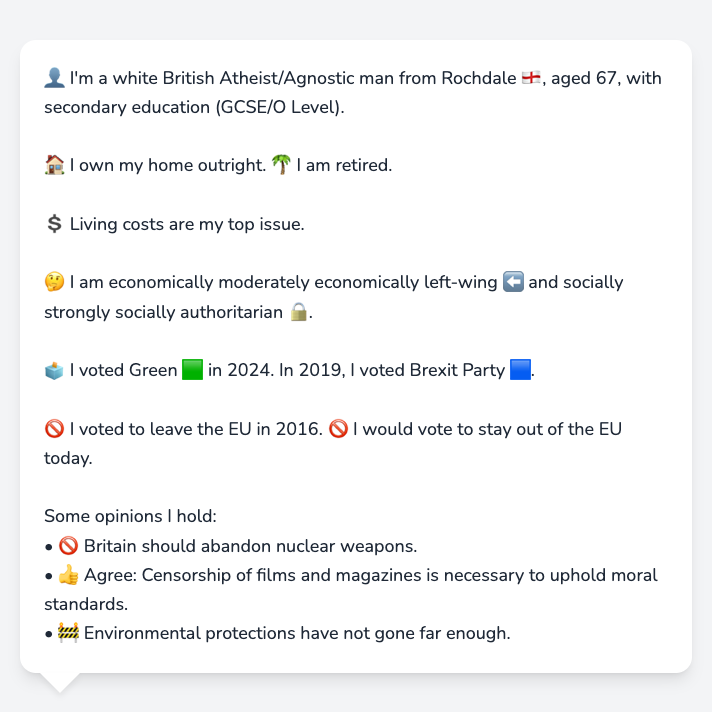 👤 I'm a white British Atheist/Agnostic man from Rochdale 🏴󠁧󠁢󠁥󠁮󠁧󠁿, aged 67, with
secondary education (GCSE/O Level).
🏠 I own my home outright. 🌴 I am retired.
💲 Living costs are my top issue.
🤔 I am economically moderately economically left-wing ⬅️ and socially
strongly socially authoritarian 🔒.
🗳️ I voted Green 🟩 in 2024. In 2019, I voted Brexit Party 🟦.
🚫 I voted to leave the EU in 2016. 🚫 I would vote to stay out of the EU
today.
Some opinions I hold:
• 🚫 Britain should abandon nuclear weapons.
• 👍 Agree: Censorship of films and magazines is necessary to uphold moral
standards.
• 🚧 Environmental protections have not gone far enough.